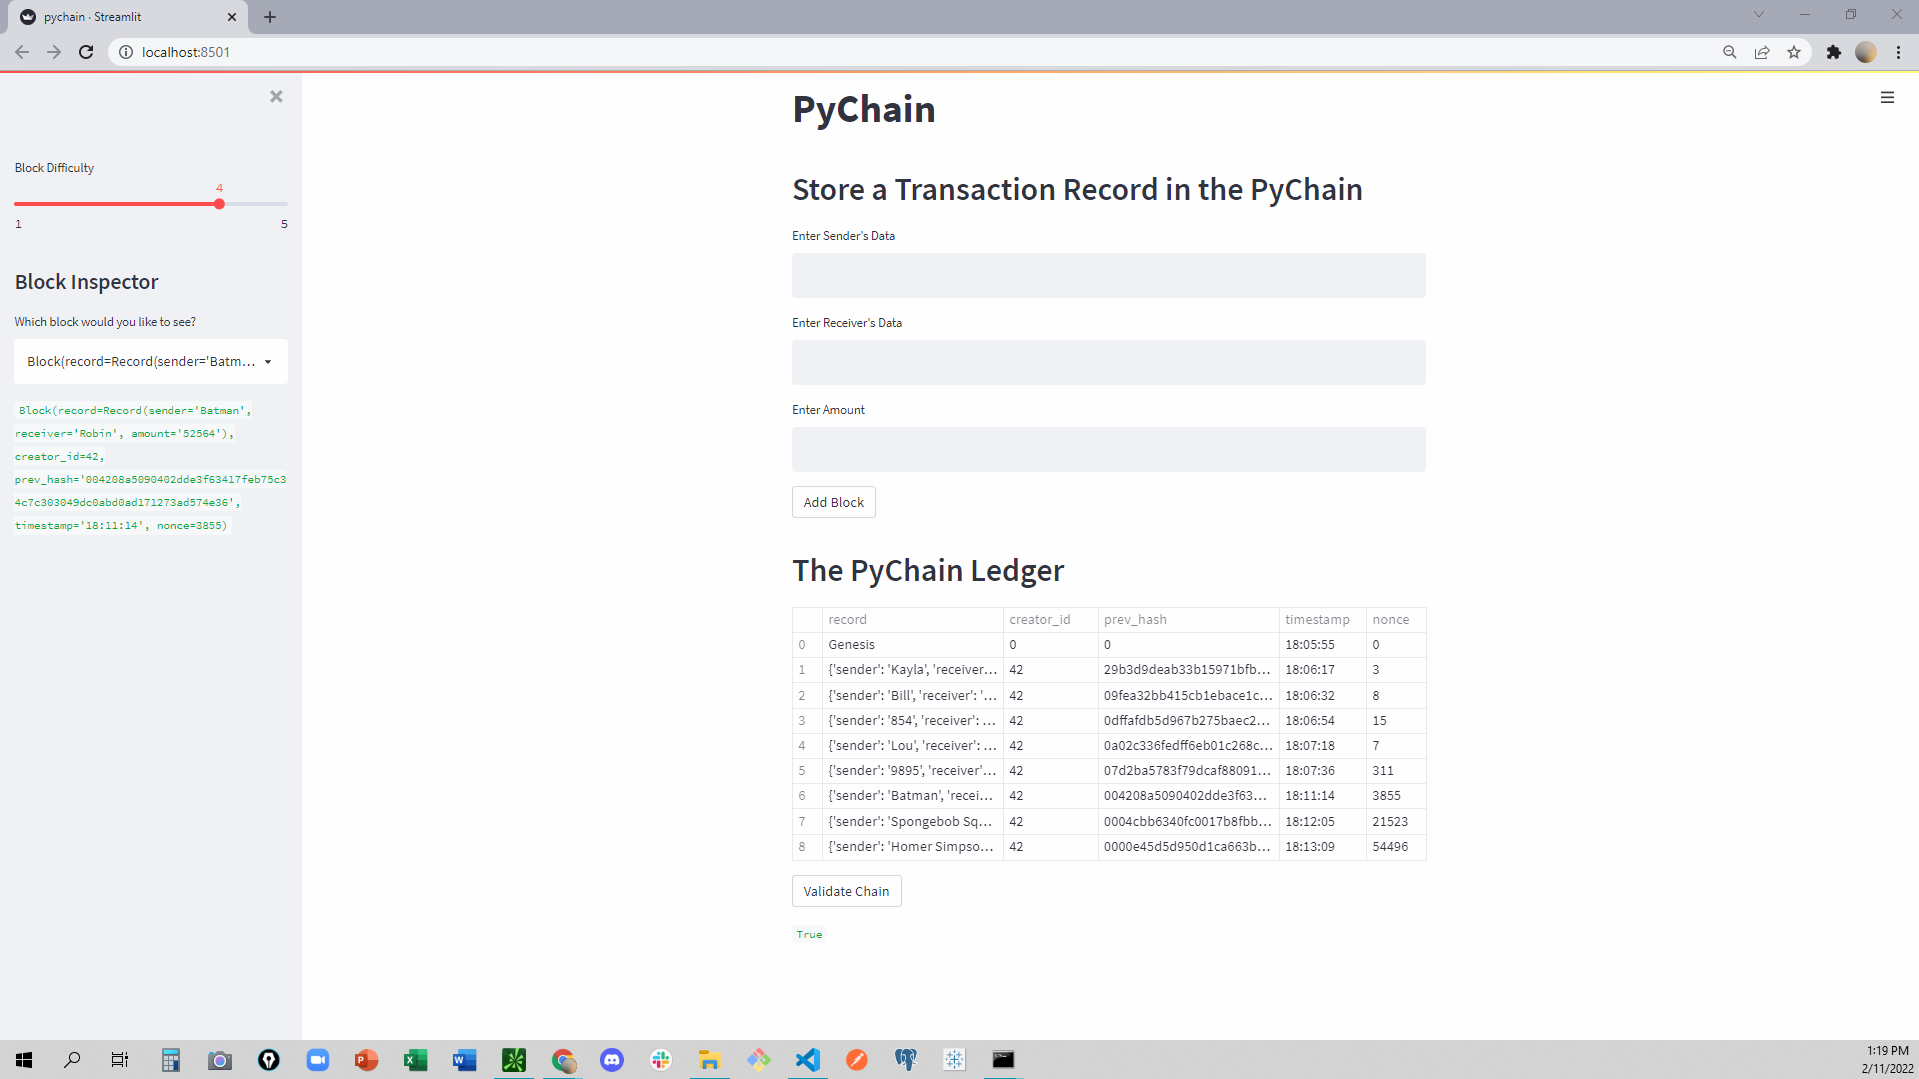 pychain · Streamlit
localhost:8501
Block Difficulty
4
1 5
Block Inspector
Which block would you like to see?
Block(record=Record(sender='Batm...
Block(record=Record(sender='Batman',
receiver='Robin', amount='52564'),
creator_id=42,
prev_hash='004208a5090402dde3f63417feb75c3
4c7c303049dc0abd0ad171273ad574e36',
timestamp='18:11:14', nonce=3855)
PyChain
Store a Transaction Record in the PyChain
Enter Sender's Data
Enter Receiver's Data
Enter Amount
Add Block
The PyChain Ledger
record creator_id prev_hash timestamp nonce
0 Genesis 0 0 18:05:55 0
1 {'sender': 'Kayla', 'receiver... 42 29b3d9deab33b15971bfb... 18:06:17 3
2 {'sender': 'Bill', 'receiver': '... 42 09fea32bb415cb1ebace1c... 18:06:32 8
3 {'sender': '854', 'receiver': ... 42 0dffafdb5d967b275baec2... 18:06:54 15
4 {'sender': 'Lou', 'receiver': ... 42 0a02c336fedff6eb01c268c... 18:07:18 7
5 {'sender': '9895', 'receiver'... 42 07d2ba5783f79dcaf88091... 18:07:36 311
6 {'sender': 'Batman', 'recei... 42 004208a5090402dde3f63... 18:11:14 3855
7 {'sender': 'Spongebob Sq... 42 0004cbb6340fc0017b8fbb... 18:12:05 21523
8 {'sender': 'Homer Simpso... 42 0000e45d5d950d1ca663b... 18:13:09 54496
Validate Chain
True
1:19 PM
2/11/2022